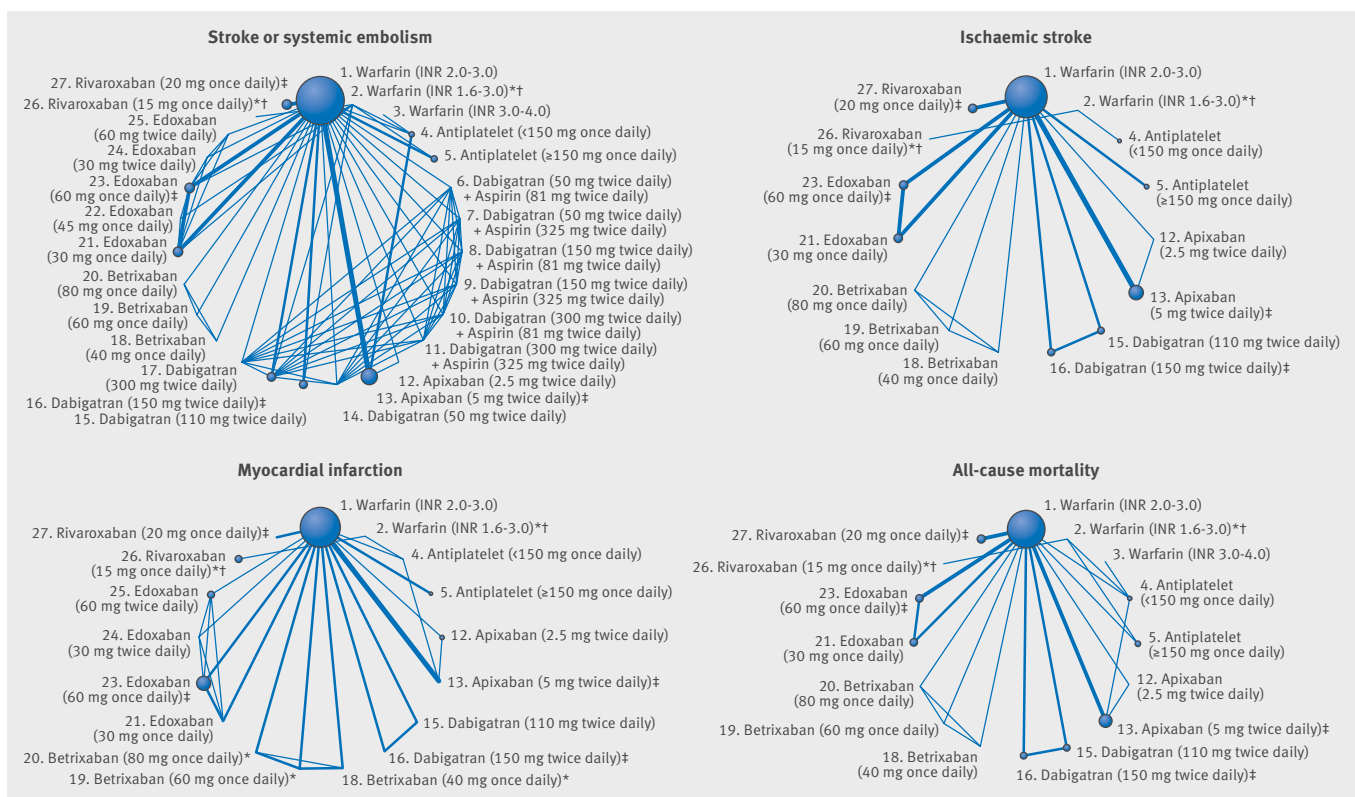 Stroke or systemic embolism
1. Warfarin (INR 2.0-3.0)
2. Warfarin (INR 1.6-3.0)*†
3. Warfarin (INR 3.0-4.0)
4. Antiplatelet (<150 mg once daily)
5. Antiplatelet (≥150 mg once daily)
6. Dabigatran (50 mg twice daily)
+ Aspirin (81 mg twice daily)
7. Dabigatran (50 mg twice daily)
+ Aspirin (325 mg twice daily)
8. Dabigatran (150 mg twice daily)
+ Aspirin (81 mg twice daily)
9. Dabigatran (150 mg twice daily)
+ Aspirin (325 mg twice daily)
10. Dabigatran (300 mg twice daily)
+ Aspirin (81 mg twice daily)
11. Dabigatran (300 mg twice daily)
+ Aspirin (325 mg twice daily)
12. Apixaban (2.5 mg twice daily)
13. Apixaban (5 mg twice daily)‡
14. Dabigatran (50 mg twice daily)
15. Dabigatran (110 mg twice daily)
16. Dabigatran (150 mg twice daily)‡
17. Dabigatran
(300 mg twice daily)
18. Betrixaban
(40 mg once daily)
19. Betrixaban
(60 mg once daily)
20. Betrixaban
(80 mg once daily)
21. Edoxaban
(30 mg once daily)
22. Edoxaban
(45 mg once daily)
23. Edoxaban
(60 mg once daily)‡
24. Edoxaban
(30 mg twice daily)
25. Edoxaban
(60 mg twice daily)
26. Rivaroxaban (15 mg once daily)*†
27. Rivaroxaban (20 mg once daily)‡
Ischaemic stroke
1. Warfarin (INR 2.0-3.0)
2. Warfarin (INR 1.6-3.0)*†
4. Antiplatelet
(<150 mg once daily)
5. Antiplatelet
(≥150 mg once daily)
12. Apixaban
(2.5 mg twice daily)
13. Apixaban
(5 mg twice daily)‡
15. Dabigatran (110 mg twice daily)
16. Dabigatran (150 mg twice daily)‡
18. Betrixaban
(40 mg once daily)
19. Betrixaban
(60 mg once daily)
20. Betrixaban
(80 mg once daily)
21. Edoxaban
(30 mg once daily)
23. Edoxaban
(60 mg once daily)‡
26. Rivaroxaban
(15 mg once daily)*†
27. Rivaroxaban
(20 mg once daily)‡
Myocardial infarction
1. Warfarin (INR 2.0-3.0)
2. Warfarin (INR 1.6-3.0)*†
4. Antiplatelet (<150 mg once daily)
5. Antiplatelet (≥150 mg once daily)
12. Apixaban (2.5 mg twice daily)
13. Apixaban (5 mg twice daily)‡
15. Dabigatran (110 mg twice daily)
16. Dabigatran (150 mg twice daily)‡
18. Betrixaban (40 mg once daily)*
19. Betrixaban (60 mg once daily)*
20. Betrixaban (80 mg once daily)*
21. Edoxaban
(30 mg once daily)
23. Edoxaban
(60 mg once daily)‡
24. Edoxaban
(30 mg twice daily)
25. Edoxaban
(60 mg twice daily)
26. Rivaroxaban
(15 mg once daily)*†
27. Rivaroxaban (20 mg once daily)‡
All-cause mortality
1. Warfarin (INR 2.0-3.0)
2. Warfarin (INR 1.6-3.0)*†
3. Warfarin (INR 3.0-4.0)
4. Antiplatelet
(<150 mg once daily)
5. Antiplatelet
(≥150 mg once daily)
12. Apixaban
(2.5 mg twice daily)
13. Apixaban (5 mg twice daily)‡
15. Dabigatran (110 mg twice daily)
16. Dabigatran (150 mg twice daily)‡
18. Betrixaban
(40 mg once daily)
19. Betrixaban (60 mg once daily)
20. Betrixaban
(80 mg once daily)
21. Edoxaban
(30 mg once daily)
23. Edoxaban
(60 mg once daily)‡
26. Rivaroxaban (15 mg once daily)*†
27. Rivaroxaban (20 mg once daily)‡